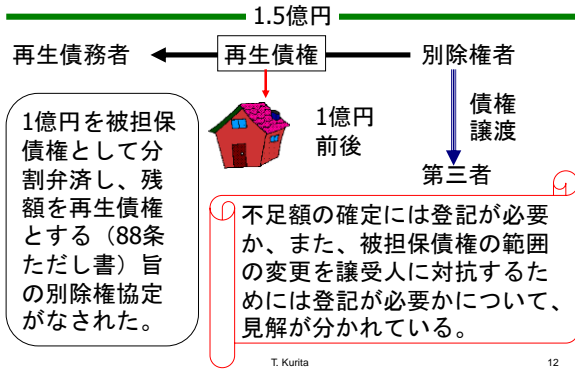 1.5億円
再生債務者
再生債権
別除権者
1億円を被担保
債権として分
割弁済し、残
額を再生債権
とする（88条
ただし書）旨
の別除権協定
がなされた。
1億円
前後
債権
譲渡
第三者
不足額の確定には登記が必要
か、また、被担保債権の範囲
の変更を譲受人に対抗するた
めには登記が必要かについて、
見解が分かれている。
T. Kurita
12